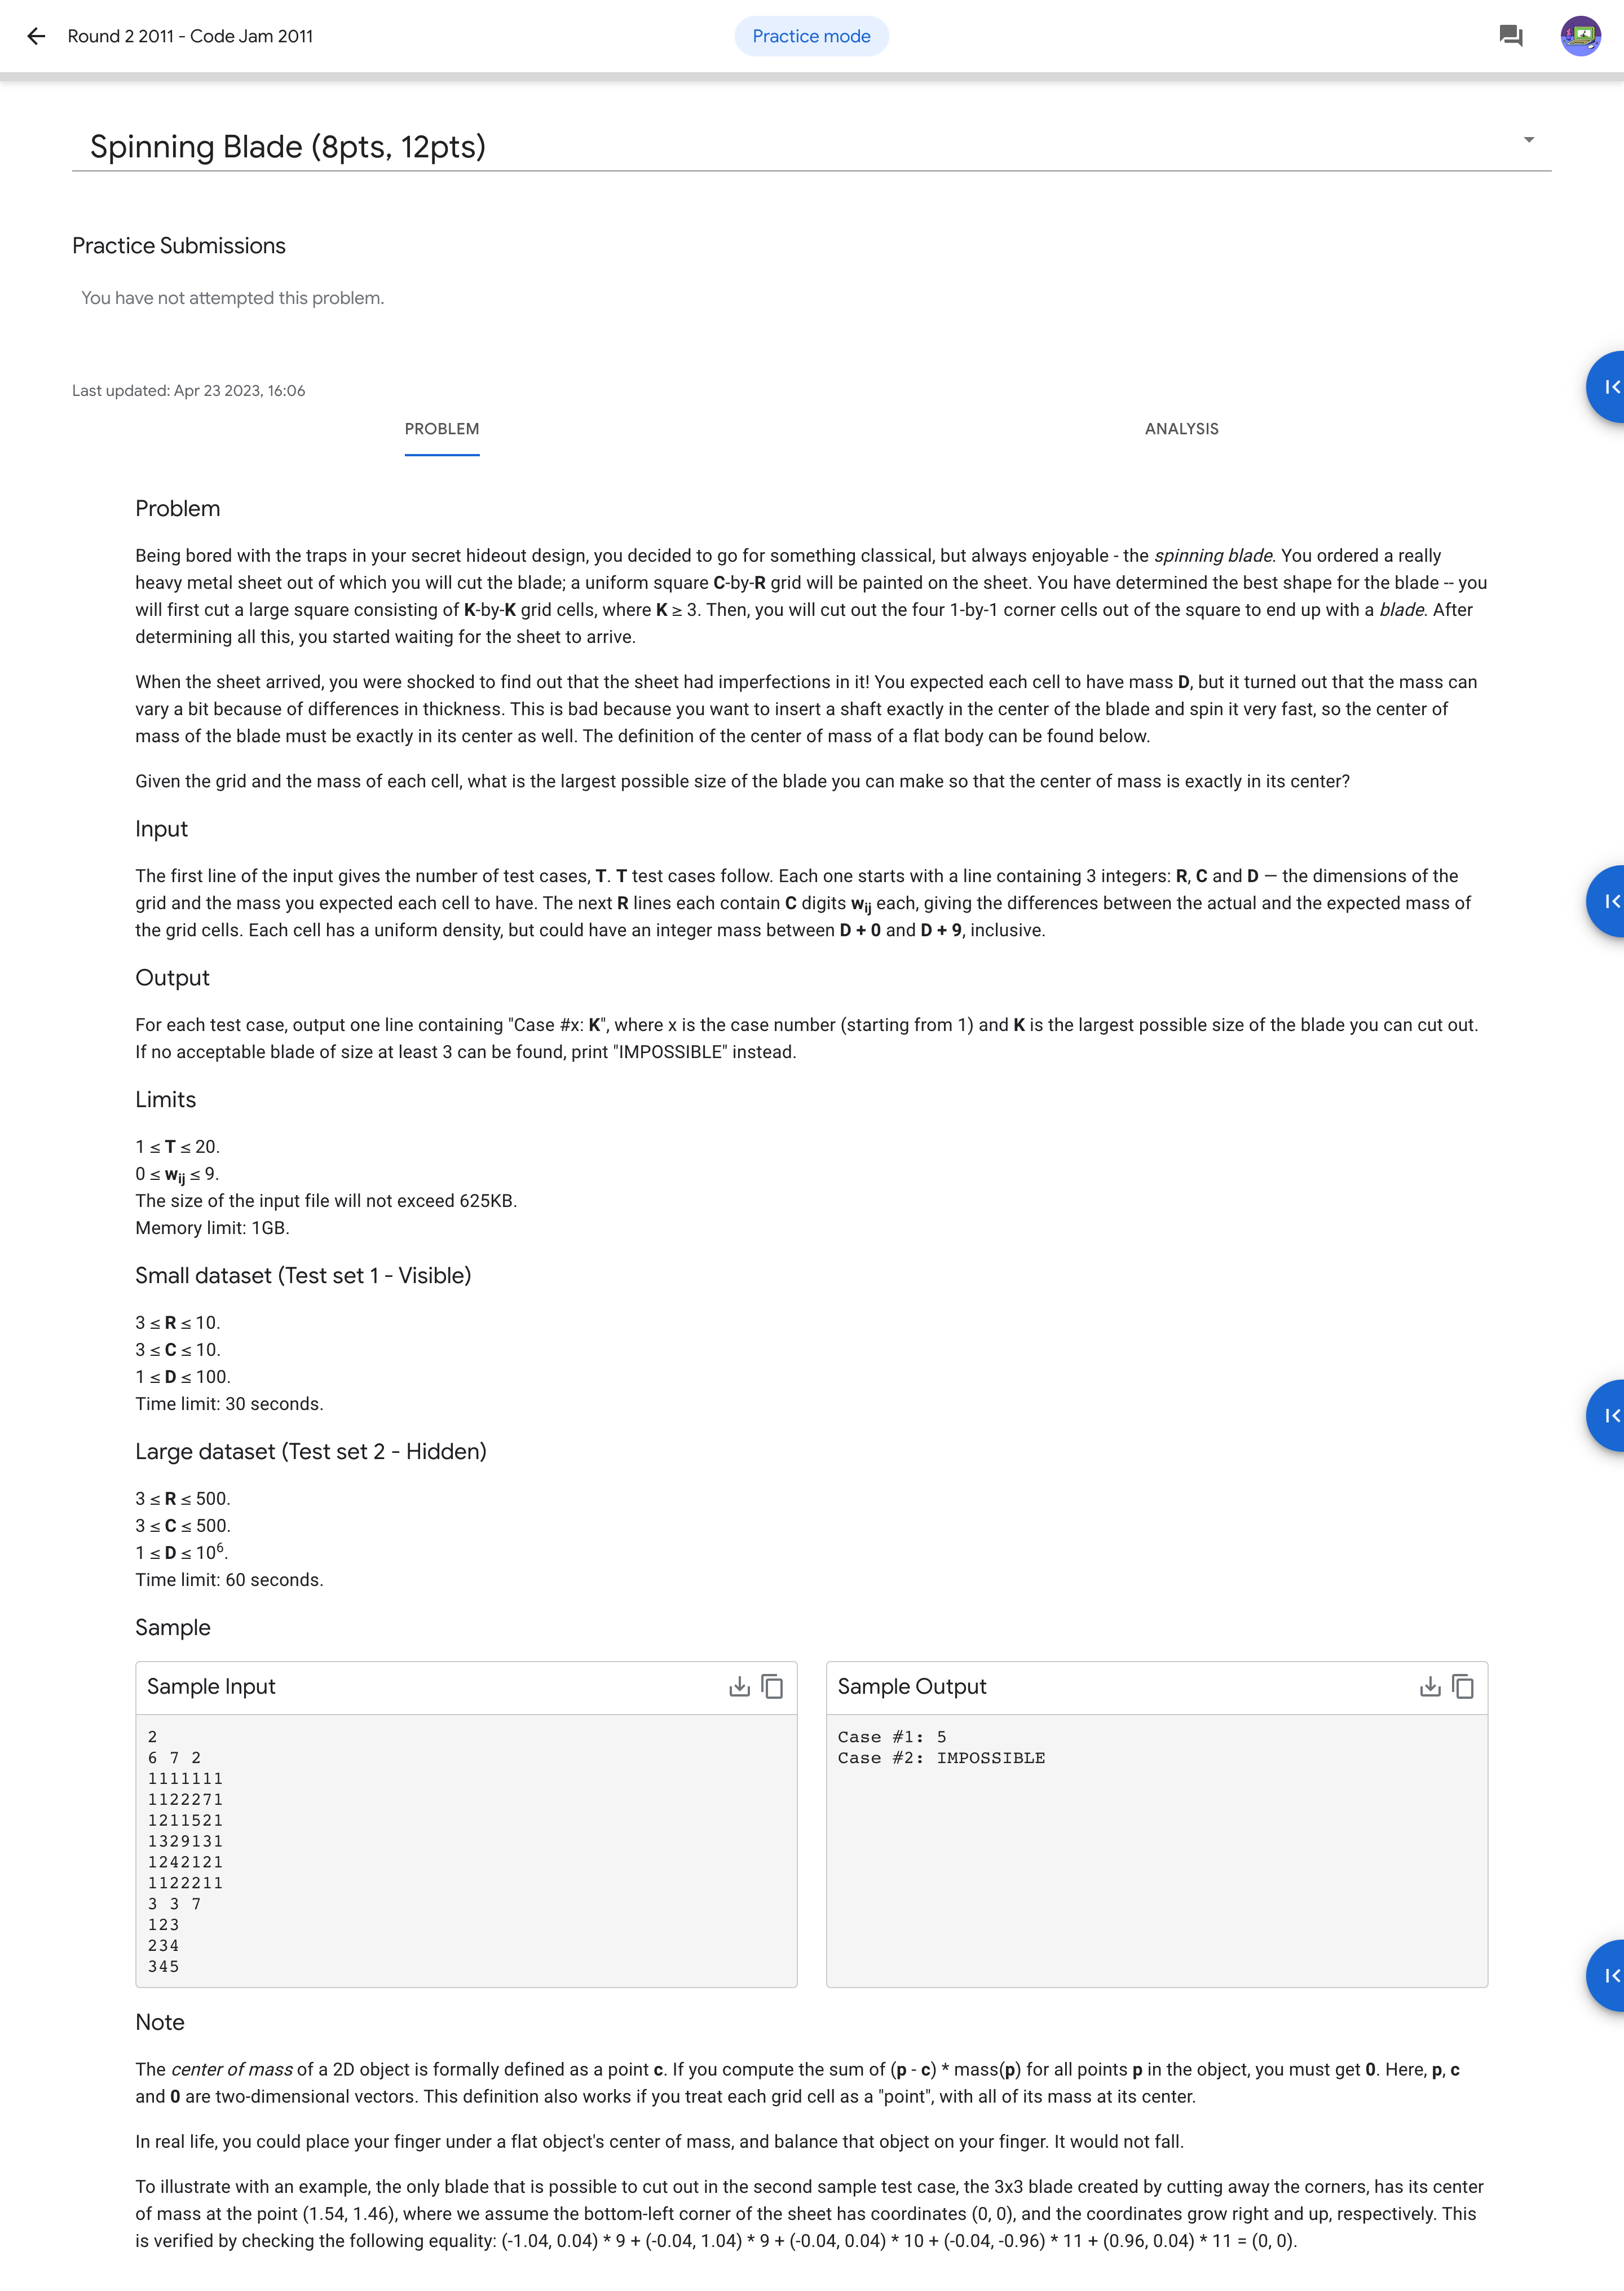 Round 2 2011 - Code Jam 2011
Practice mode
Spinning Blade (8pts, 12pts)
Practice Submissions
You have not attempted this problem.
Last updated: Apr 23 2023, 16:06
PROBLEM
ANALYSIS
Problem
Being bored with the traps in your secret hideout design, you decided to go for something classical, but always enjoyable - the spinning blade. You ordered a really
heavy metal sheet out of which you will cut the blade; a uniform square C-by-R grid will be painted on the sheet. You have determined the best shape for the blade -- you
will first cut a large square consisting of K-by-K grid cells, where K ≥ 3. Then, you will cut out the four 1-by-1 corner cells out of the square to end up with a blade. After
determining all this, you started waiting for the sheet to arrive.
When the sheet arrived, you were shocked to find out that the sheet had imperfections in it! You expected each cell to have mass D, but it turned out that the mass can
vary a bit because of differences in thickness. This is bad because you want to insert a shaft exactly in the center of the blade and spin it very fast, so the center of
mass of the blade must be exactly in its center as well. The definition of the center of mass of a flat body can be found below.
Given the grid and the mass of each cell, what is the largest possible size of the blade you can make so that the center of mass is exactly in its center?
Input
The first line of the input gives the number of test cases, T. T test cases follow. Each one starts with a line containing 3 integers: R, C and D — the dimensions of the
grid and the mass you expected each cell to have. The next R lines each contain C digits wij each, giving the differences between the actual and the expected mass of
the grid cells. Each cell has a uniform density, but could have an integer mass between D + 0 and D + 9, inclusive.
Output
For each test case, output one line containing "Case #x: K", where x is the case number (starting from 1) and K is the largest possible size of the blade you can cut out.
If no acceptable blade of size at least 3 can be found, print "IMPOSSIBLE" instead.
Limits
1 ≤ T ≤ 20.
0 ≤ wij ≤ 9.
The size of the input file will not exceed 625KB.
Memory limit: 1GB.
Small dataset (Test set 1 - Visible)
3 ≤ R ≤ 10.
3 ≤ C ≤ 10.
1 ≤ D ≤ 100.
Time limit: 30 seconds.
Large dataset (Test set 2 - Hidden)
3 ≤ R ≤ 500.
3 ≤ C ≤ 500.
1 ≤ D ≤ 10⁶.
Time limit: 60 seconds.
Sample
Sample Input
2
6 7 2
1111111
1122271
1211521
1329131
1242121
1122211
3 3 7
123
234
345
Sample Output
Case #1: 5
Case #2: IMPOSSIBLE
Note
The center of mass of a 2D object is formally defined as a point c. If you compute the sum of (p - c) * mass(p) for all points p in the object, you must get 0. Here, p, c
and 0 are two-dimensional vectors. This definition also works if you treat each grid cell as a "point", with all of its mass at its center.
In real life, you could place your finger under a flat object's center of mass, and balance that object on your finger. It would not fall.
To illustrate with an example, the only blade that is possible to cut out in the second sample test case, the 3x3 blade created by cutting away the corners, has its center
of mass at the point (1.54, 1.46), where we assume the bottom-left corner of the sheet has coordinates (0, 0), and the coordinates grow right and up, respectively. This
is verified by checking the following equality: (-1.04, 0.04) * 9 + (-0.04, 1.04) * 9 + (-0.04, 0.04) * 10 + (-0.04, -0.96) * 11 + (0.96, 0.04) * 11 = (0, 0).